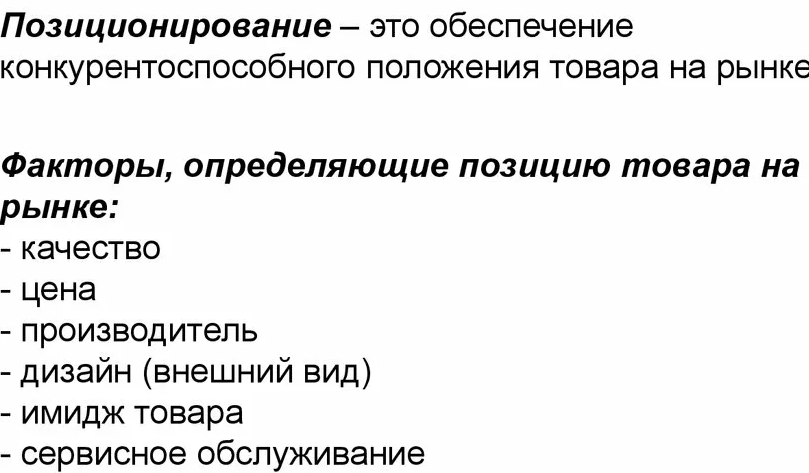 Позиционирование – это обеспечение
конкурентоспособного положения товара на рынке
Факторы, определяющие позицию товара на
рынке:
- качество
- цена
- производитель
- дизайн (внешний вид)
- имидж товара
- сервисное обслуживание